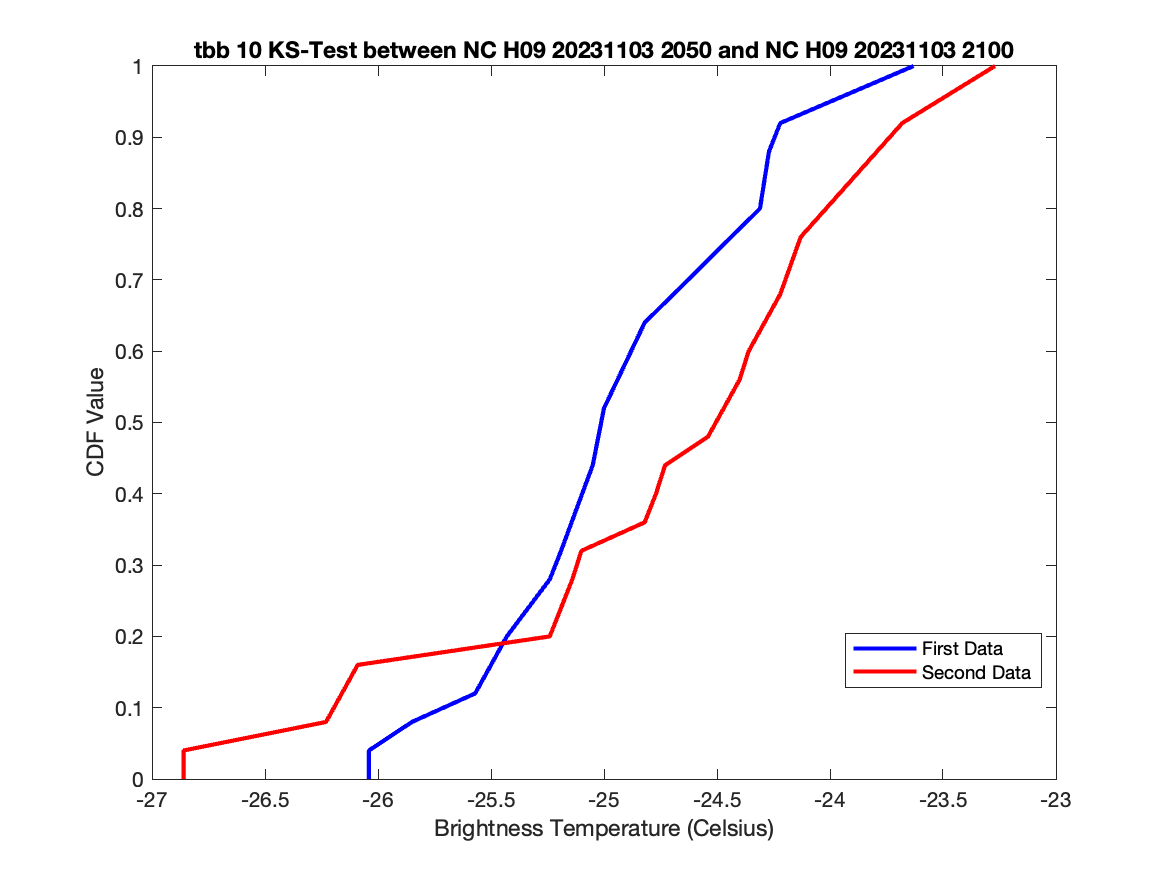 tbb 10 KS-Test between NC H09 20231103 2050 and NC H09 20231103 2100
1
0.9
0.8
0.7
0.6
0.5
0.4
0.3
0.2
0.1
0
CDF Value
First Data
Second Data
-27 -26.5 -26 -25.5 -25 -24.5 -24 -23.5 -23
Brightness Temperature (Celsius)